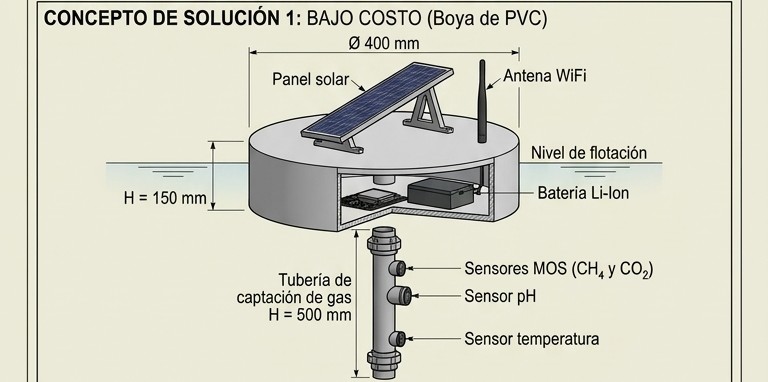 CONCEPTO DE SOLUCIÓN 1: BAJO COSTO (Boya de PVC)
Ø 400 mm
Panel solar
Antena WiFi
Nivel de flotación
H = 150 mm
Batería Li-Ion
Tubería de
captación de gas
H = 500 mm
Sensores MOS (CH₄ y CO₂)
Sensor pH
Sensor temperatura